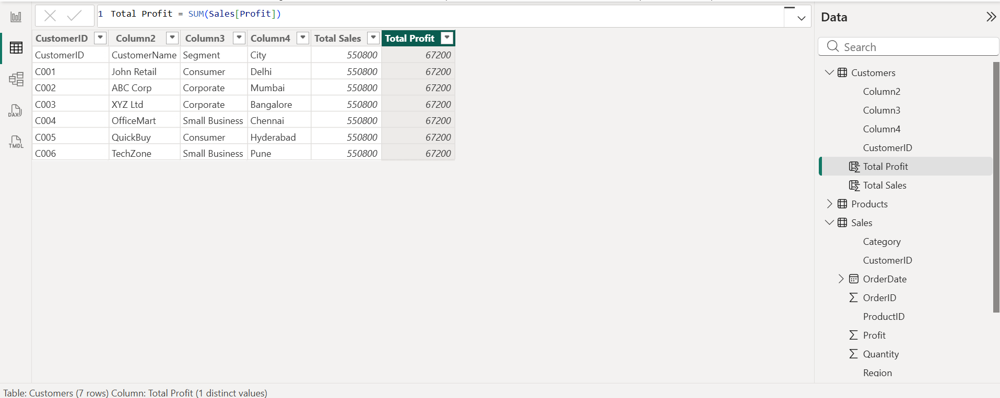 1 Total Profit = SUM(Sales[Profit])
CustomerID Column2 Column3 Column4 Total Sales Total Profit
CustomerID CustomerName Segment City 550800 67200
C001 John Retail Consumer Delhi 550800 67200
C002 ABC Corp Corporate Mumbai 550800 67200
C003 XYZ Ltd Corporate Bangalore 550800 67200
C004 OfficeMart Small Business Chennai 550800 67200
C005 QuickBuy Consumer Hyderabad 550800 67200
C006 TechZone Small Business Pune 550800 67200
DAX
TMDL
Data
Search
Customers
Column2
Column3
Column4
CustomerID
Total Profit
Total Sales
Products
Sales
Category
CustomerID
OrderDate
OrderID
ProductID
Profit
Quantity
Region
Table: Customers (7 rows) Column: Total Profit (1 distinct values)